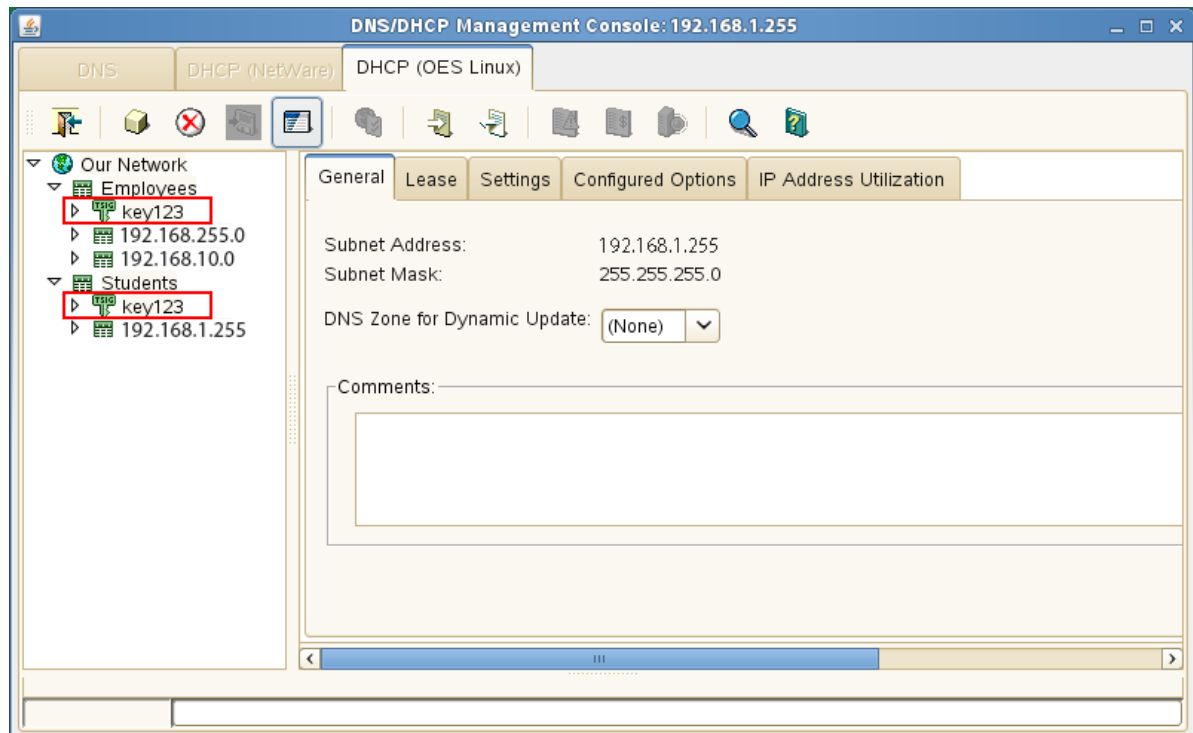 DNS/DHCP Management Console: 192.168.1.255
DNS DHCP (NetWare) DHCP (OES Linux)
Our Network
Employees
TSIG key123
192.168.255.0
192.168.10.0
Students
TSIG key123
192.168.1.255
General Lease Settings Configured Options IP Address Utilization
Subnet Address: 192.168.1.255
Subnet Mask: 255.255.255.0
DNS Zone for Dynamic Update: (None)
Comments: